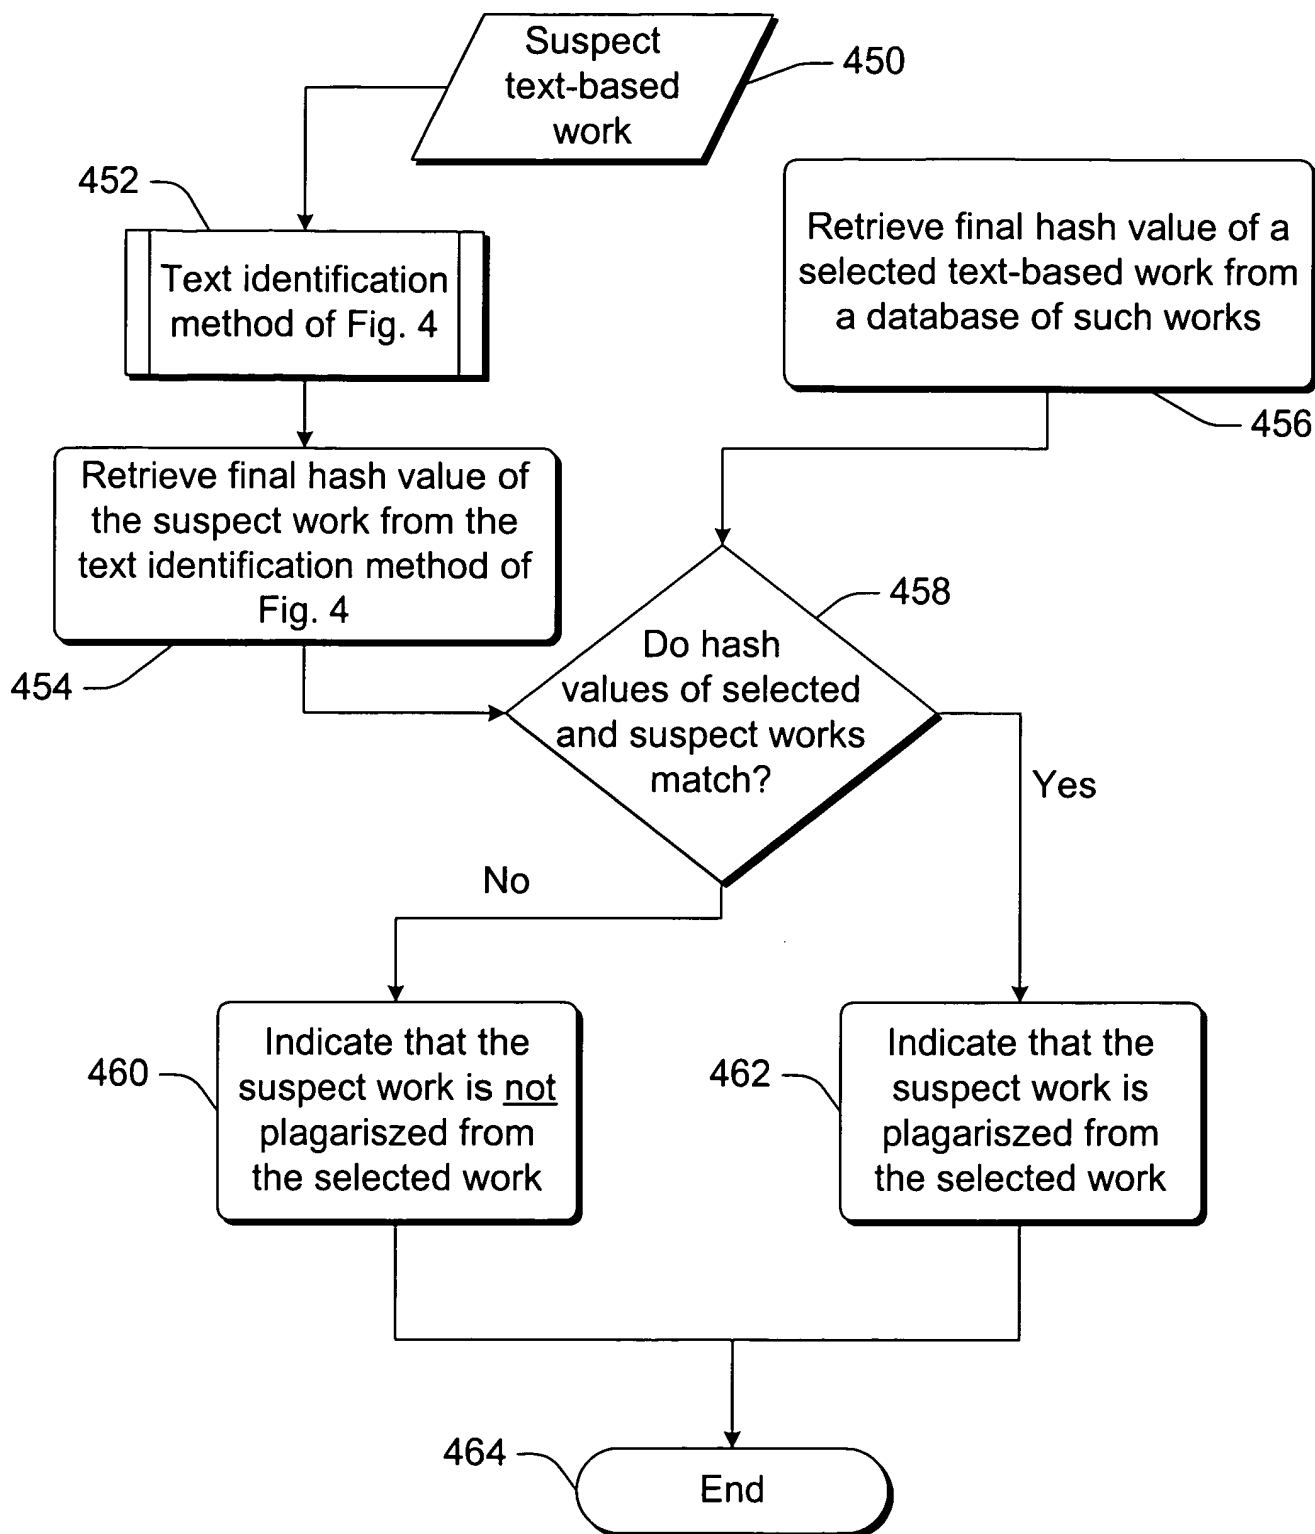 Suspect
text-based
work
450
452
Text identification
method of Fig. 4
Retrieve final hash value of a
selected text-based work from
a database of such works
456
Retrieve final hash value of
the suspect work from the
text identification method of
Fig. 4
454
458
Do hash
values of selected
and suspect works
match?
Yes
No
460
Indicate that the
suspect work is not
plagariszed from
the selected work
462
Indicate that the
suspect work is
plagariszed from
the selected work
464
End